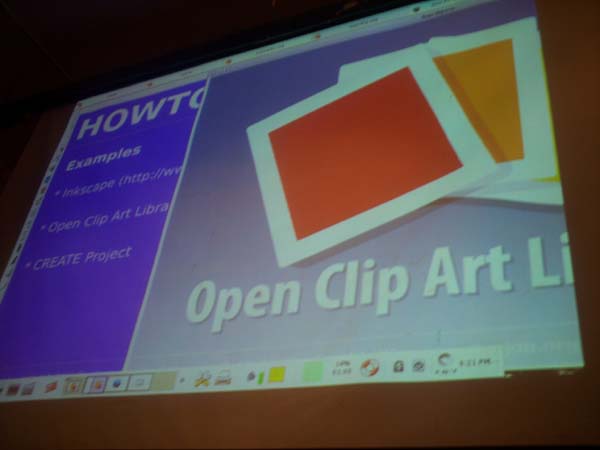 HOWTO
Examples
* Inkscape (http://ww
* Open Clip Art Libra
* CREATE Project
Open Clip Art Li